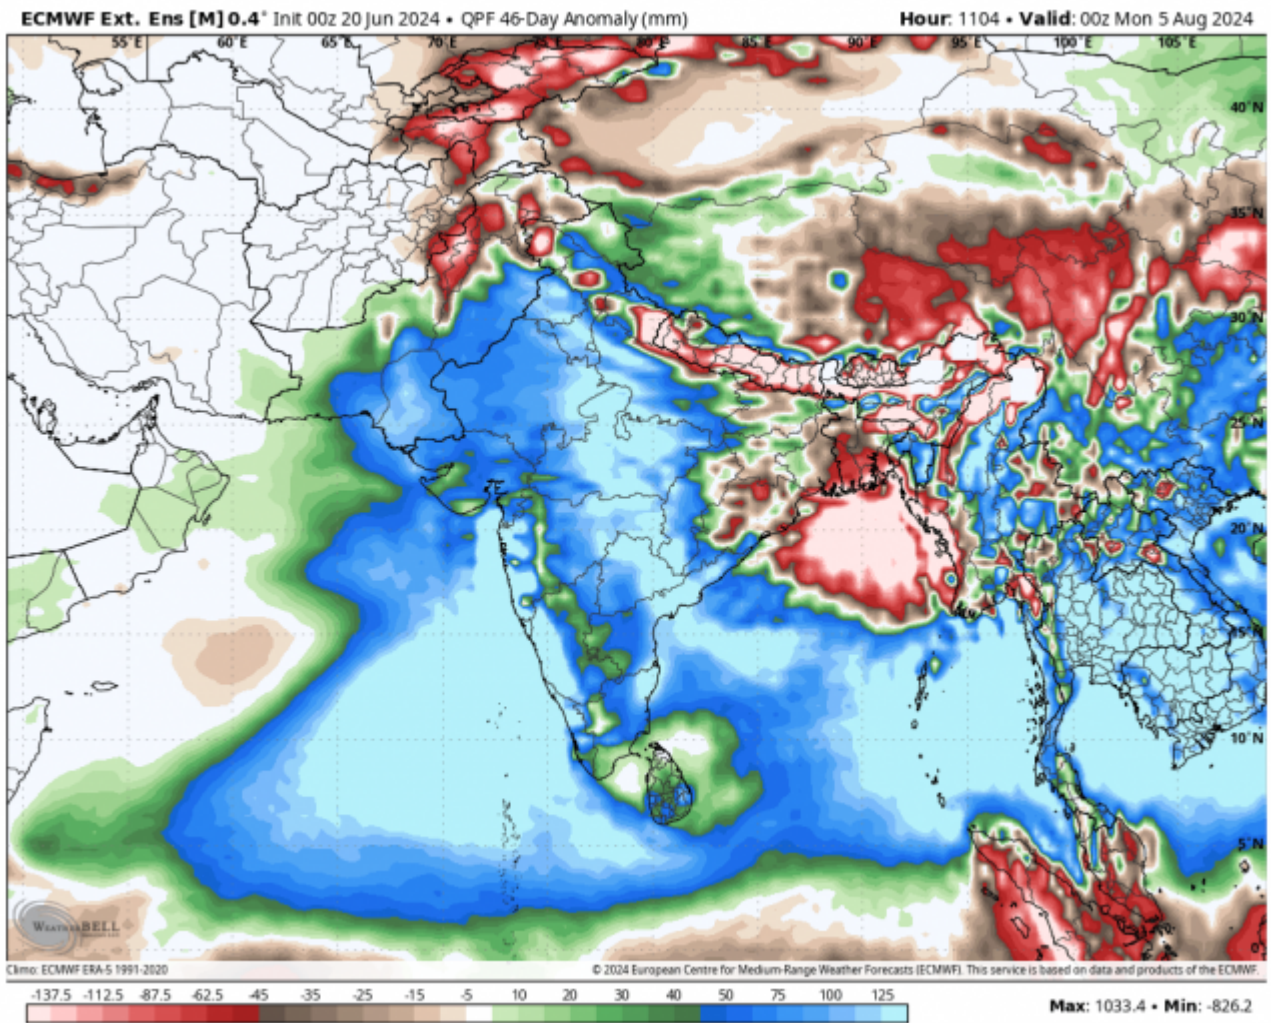 ECMWF Ext. Ens [M] 0.4° Init 00z 20 Jun 2024 • QPF 46-Day Anomaly (mm) Hour: 1104 • Valid: 00z Mon 5 Aug 2024
55°E 60°E 65°E 70°E 75°E 80°E 85°E 90°E 95°E 100°E 105°E
40°N
35°N
30°N
25°N
20°N
15°N
10°N
5°N
WEATHERBELL
Climo: ECMWF ERA-5 1991-2020 © 2024 European Centre for Medium-Range Weather Forecasts (ECMWF). This service is based on data and products of the ECMWF.
-137.5 -112.5 -87.5 -62.5 -45 -35 -25 -15 -5 10 20 30 40 50 75 100 125
Max: 1033.4 • Min: -826.2